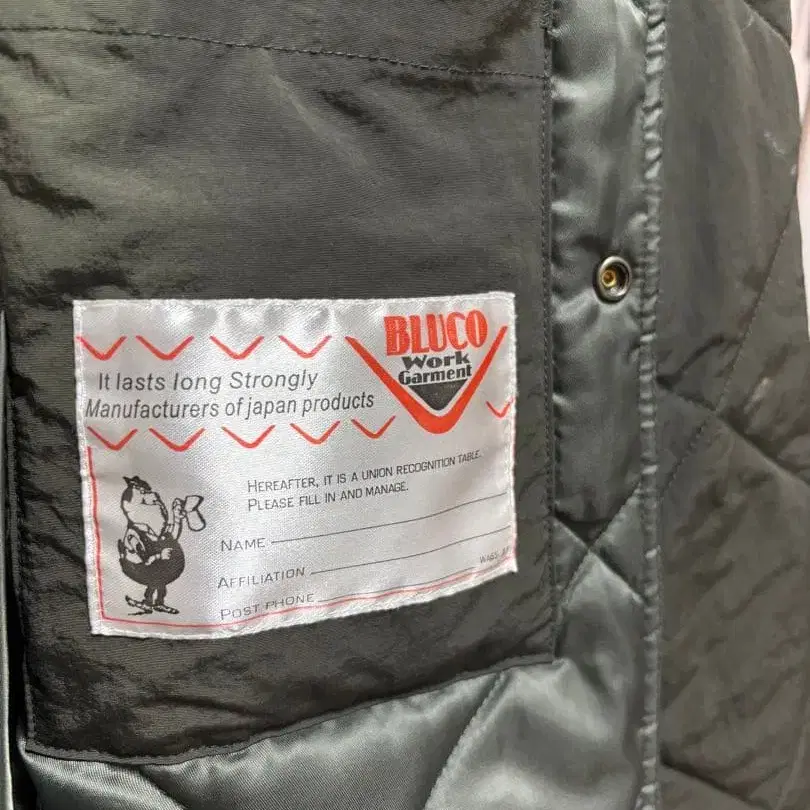 BLUCO
Work
Garment
It lasts long Strongly
Manufacturers of japan products
HEREAFTER, IT IS A UNION RECOGNITION TABLE.
PLEASE FILL IN AND MANAGE.
NAME
AFFILIATION
POST PHONE